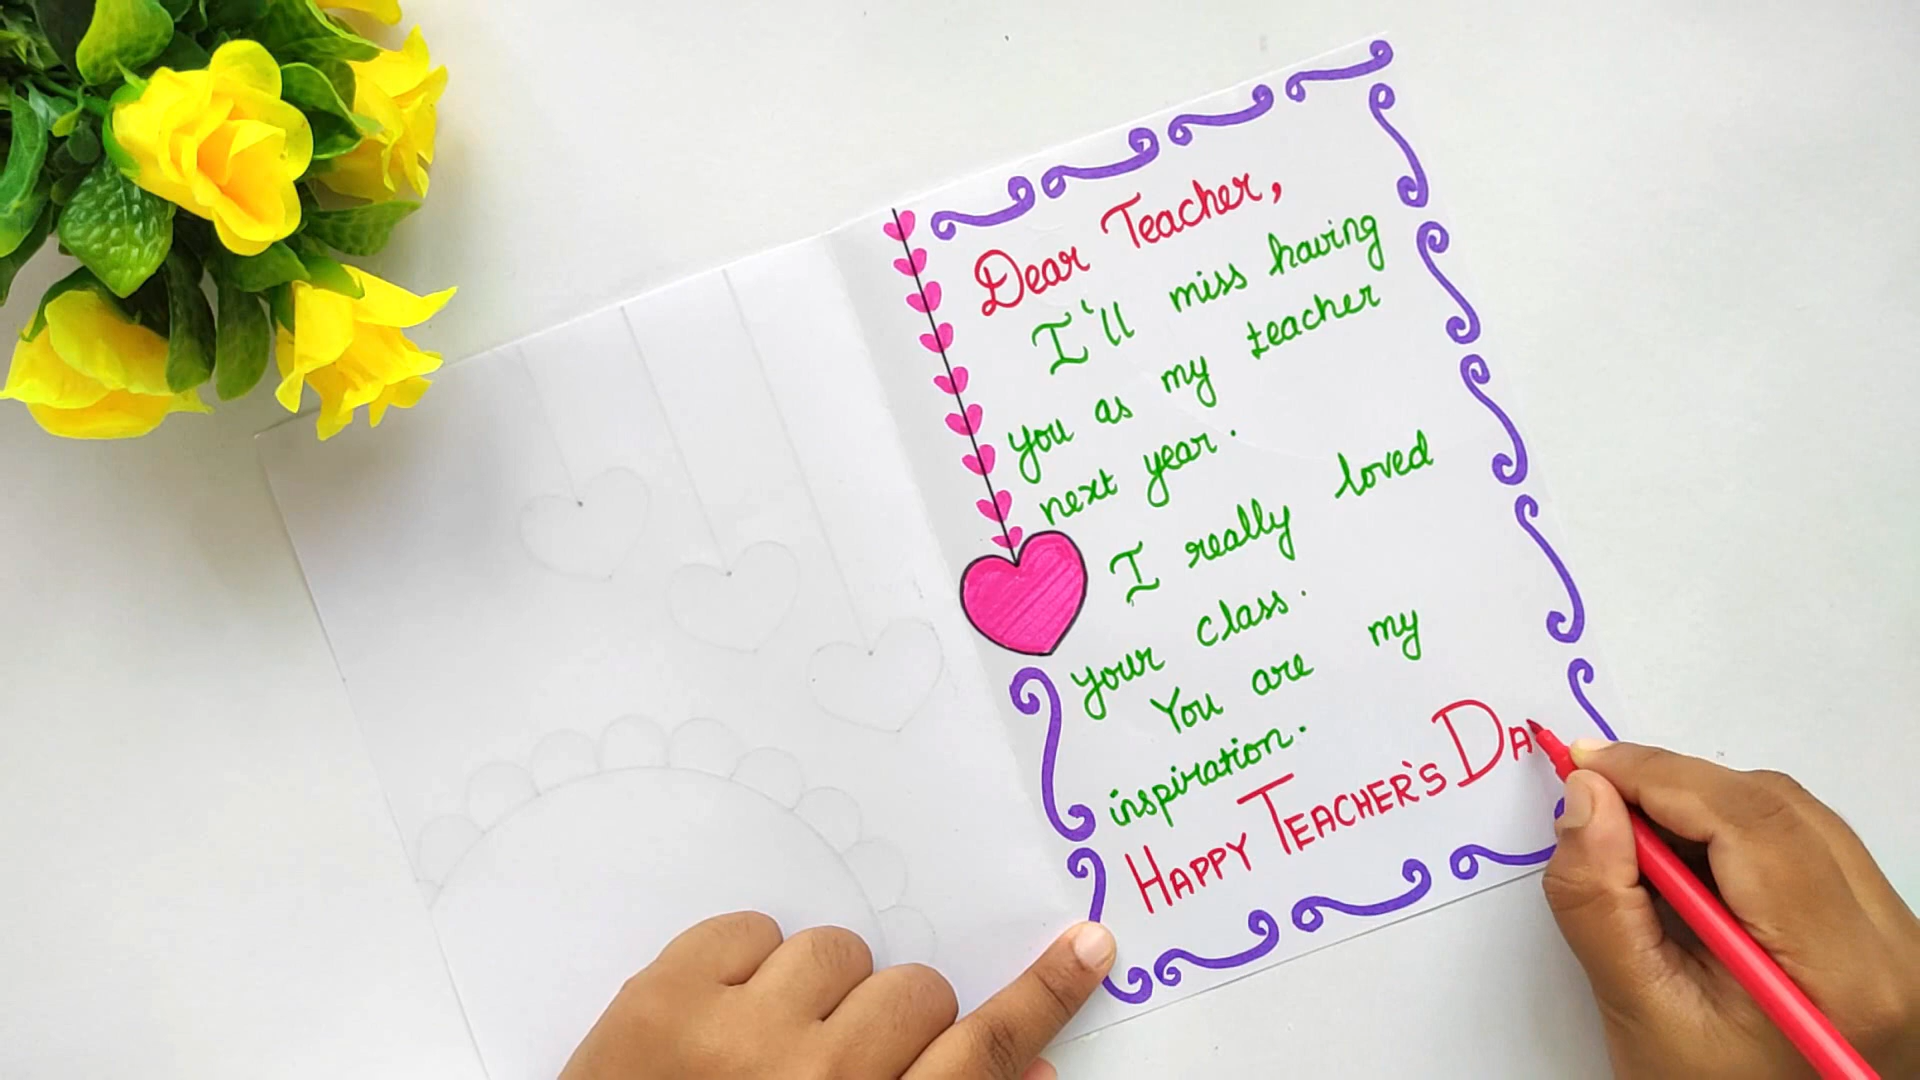 Dear Teacher,
I'll miss having
you as my teacher
next year.
I really loved
your class.
You are my
inspiration.
HAPPY TEACHER'S DA